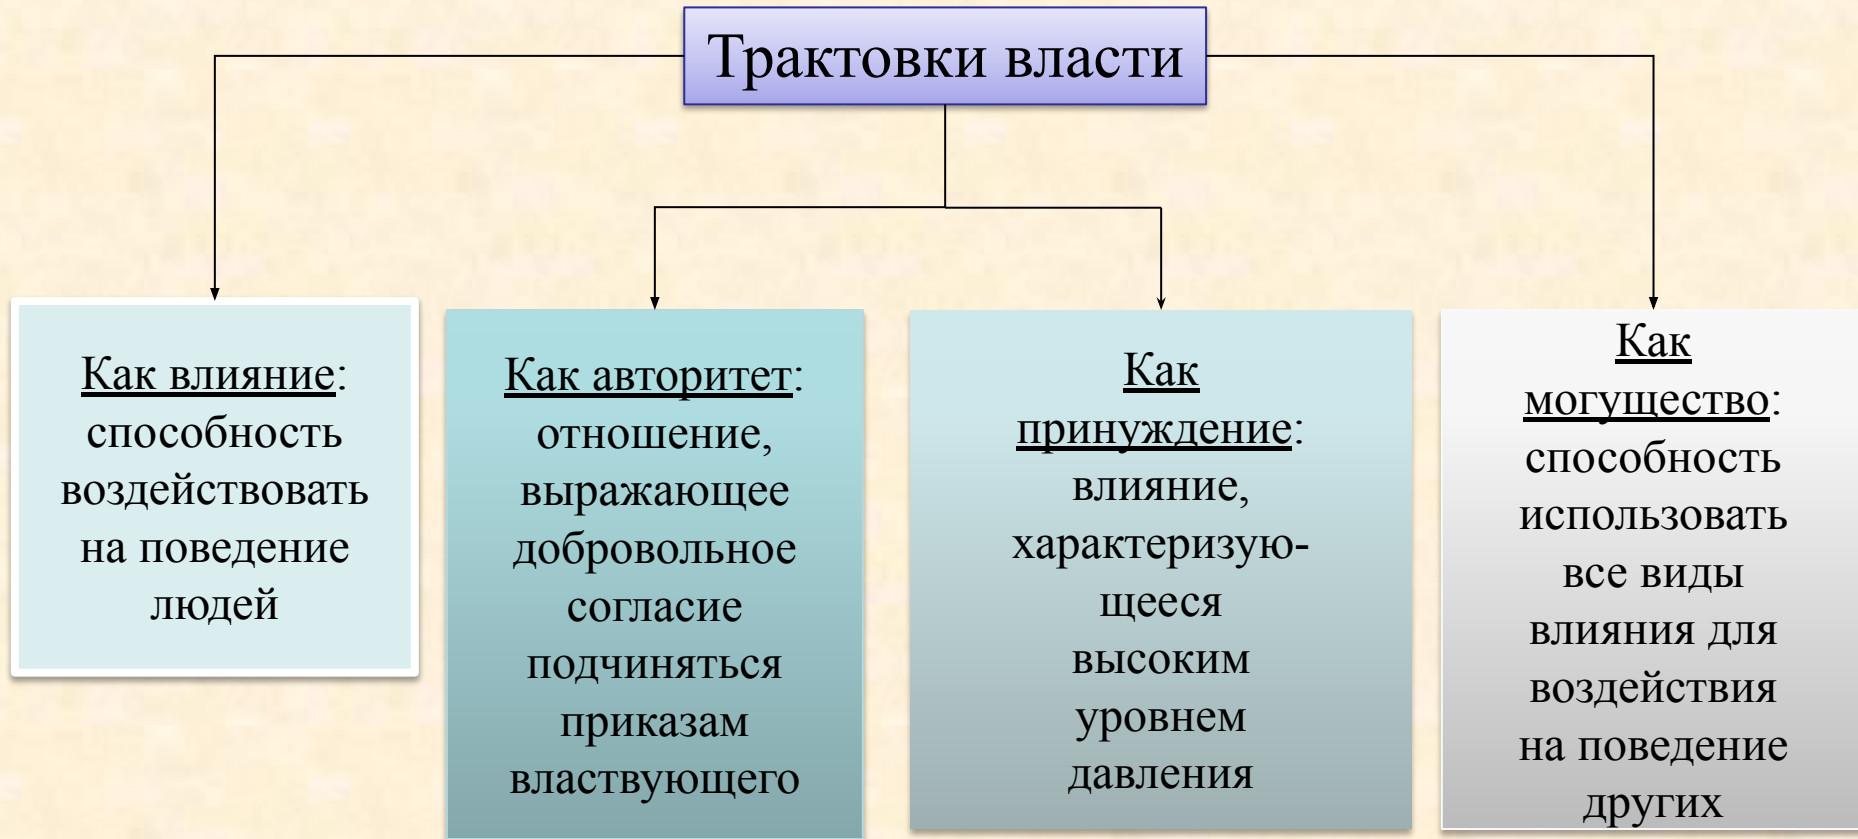 Трактовки власти
Как влияние:
способность
воздействовать
на поведение
людей
Как авторитет:
отношение,
выражающее
добровольное
согласие
подчиняться
приказам
властвующего
Как
принуждение:
влияние,
характеризую-
щееся
высоким
уровнем
давления
Как
могущество:
способность
использовать
все виды
влияния для
воздействия
на поведение
других